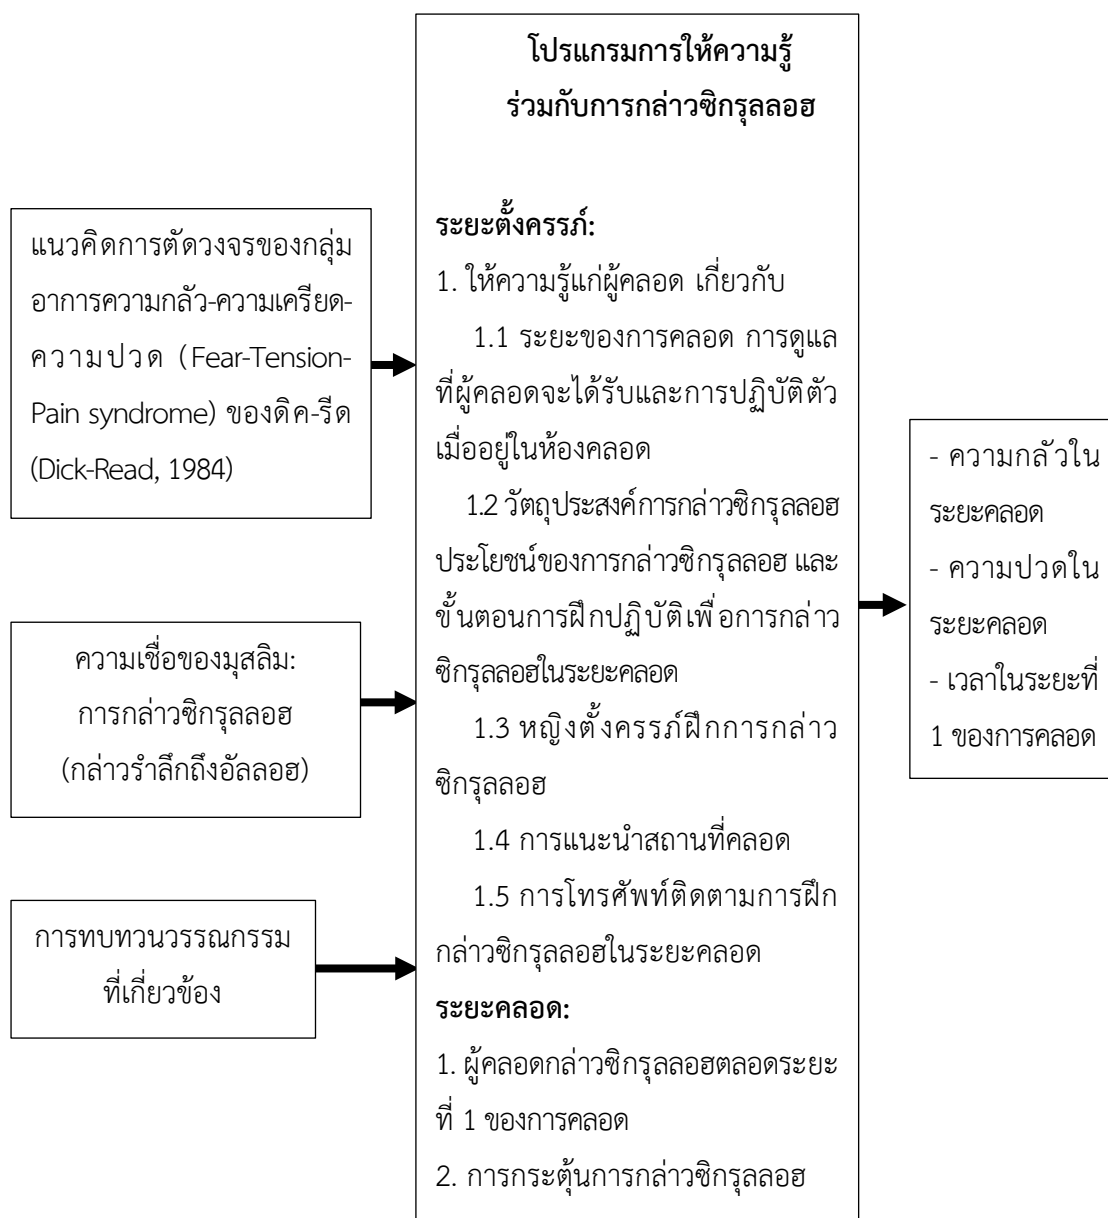 โปรแกรมการให้ความรู้
ร่วมกับการกล่าวซิกรุลลอฮ
แนวคิดการตัดวงจรของกลุ่ม
อาการความกลัว-ความเครียด-
ความปวด (Fear-Tension-
Pain syndrome) ของดิค-รีด
(Dick-Read, 1984)
ความเชื่อของมุสลิม:
การกล่าวซิกรุลลอฮ
(กล่าวรำลึกถึงอัลลอฮ)
การทบทวนวรรณกรรม
ที่เกี่ยวข้อง
ระยะตั้งครรภ์:
1. ให้ความรู้แก่ผู้คลอด เกี่ยวกับ
1.1 ระยะของการคลอด การดูแล
ที่ผู้คลอดจะได้รับและการปฏิบัติตัว
เมื่ออยู่ในห้องคลอด
1.2 วัตถุประสงค์การกล่าวซิกรุลลอฮ
ประโยชน์ของการกล่าวซิกรุลลอฮ และ
ขั้นตอนการฝึกปฏิบัติเพื่อการกล่าว
ซิกรุลลอฮในระยะคลอด
1.3 หญิงตั้งครรภ์ฝึกการกล่าว
ซิกรุลลอฮ
1.4 การแนะนำสถานที่คลอด
1.5 การโทรศัพท์ติดตามการฝึก
กล่าวซิกรุลลอฮในระยะคลอด
ระยะคลอด:
1. ผู้คลอดกล่าวซิกรุลลอฮตลอดระยะ
ที่ 1 ของการคลอด
2. การกระตุ้นการกล่าวซิกรุลลอฮ
- ความกลัวใน
ระยะคลอด
- ความปวดใน
ระยะคลอด
- เวลาในระยะที่
1 ของการคลอด